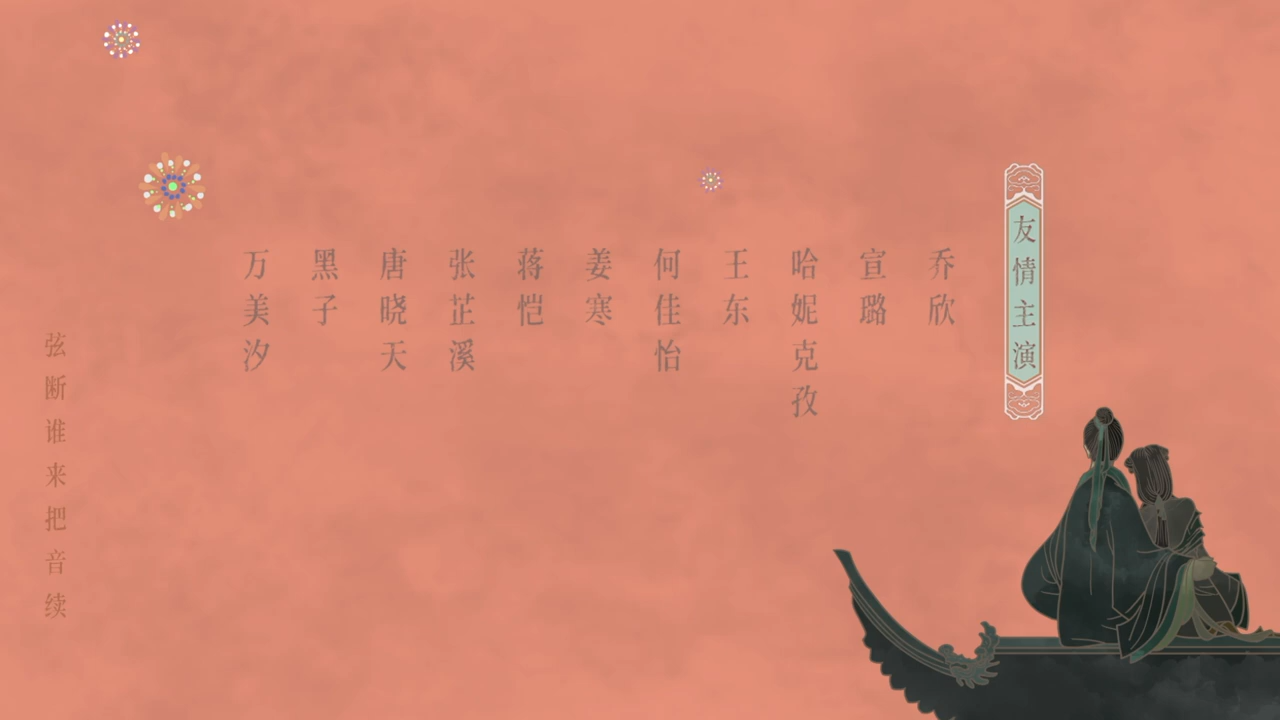 友情主演
乔欣
宣璐
哈妮克孜
王东
何佳怡
姜寒
蒋恺
张芷溪
唐晓天
黑子
万美汐
弦断谁来把音续